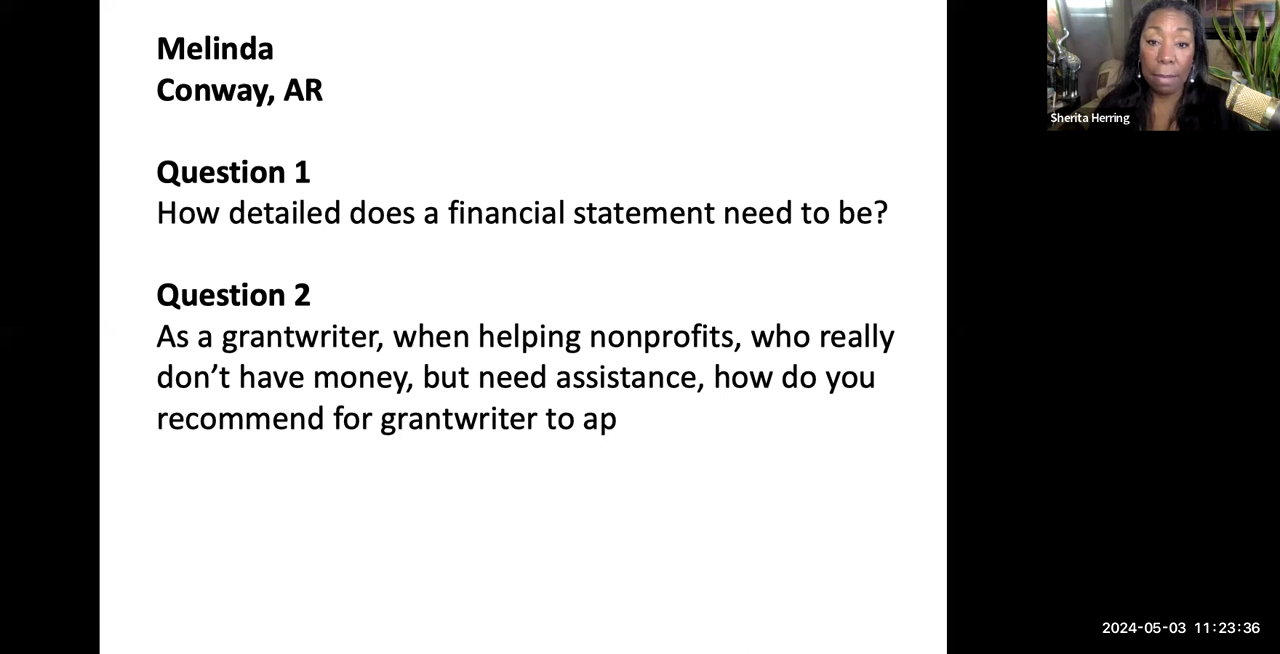 Melinda
Conway, AR
Question 1
How detailed does a financial statement need to be?
Question 2
As a grantwriter, when helping nonprofits, who really
don’t have money, but need assistance, how do you
recommend for grantwriter to ap
Sherita Herring
2024-05-03 11:23:36